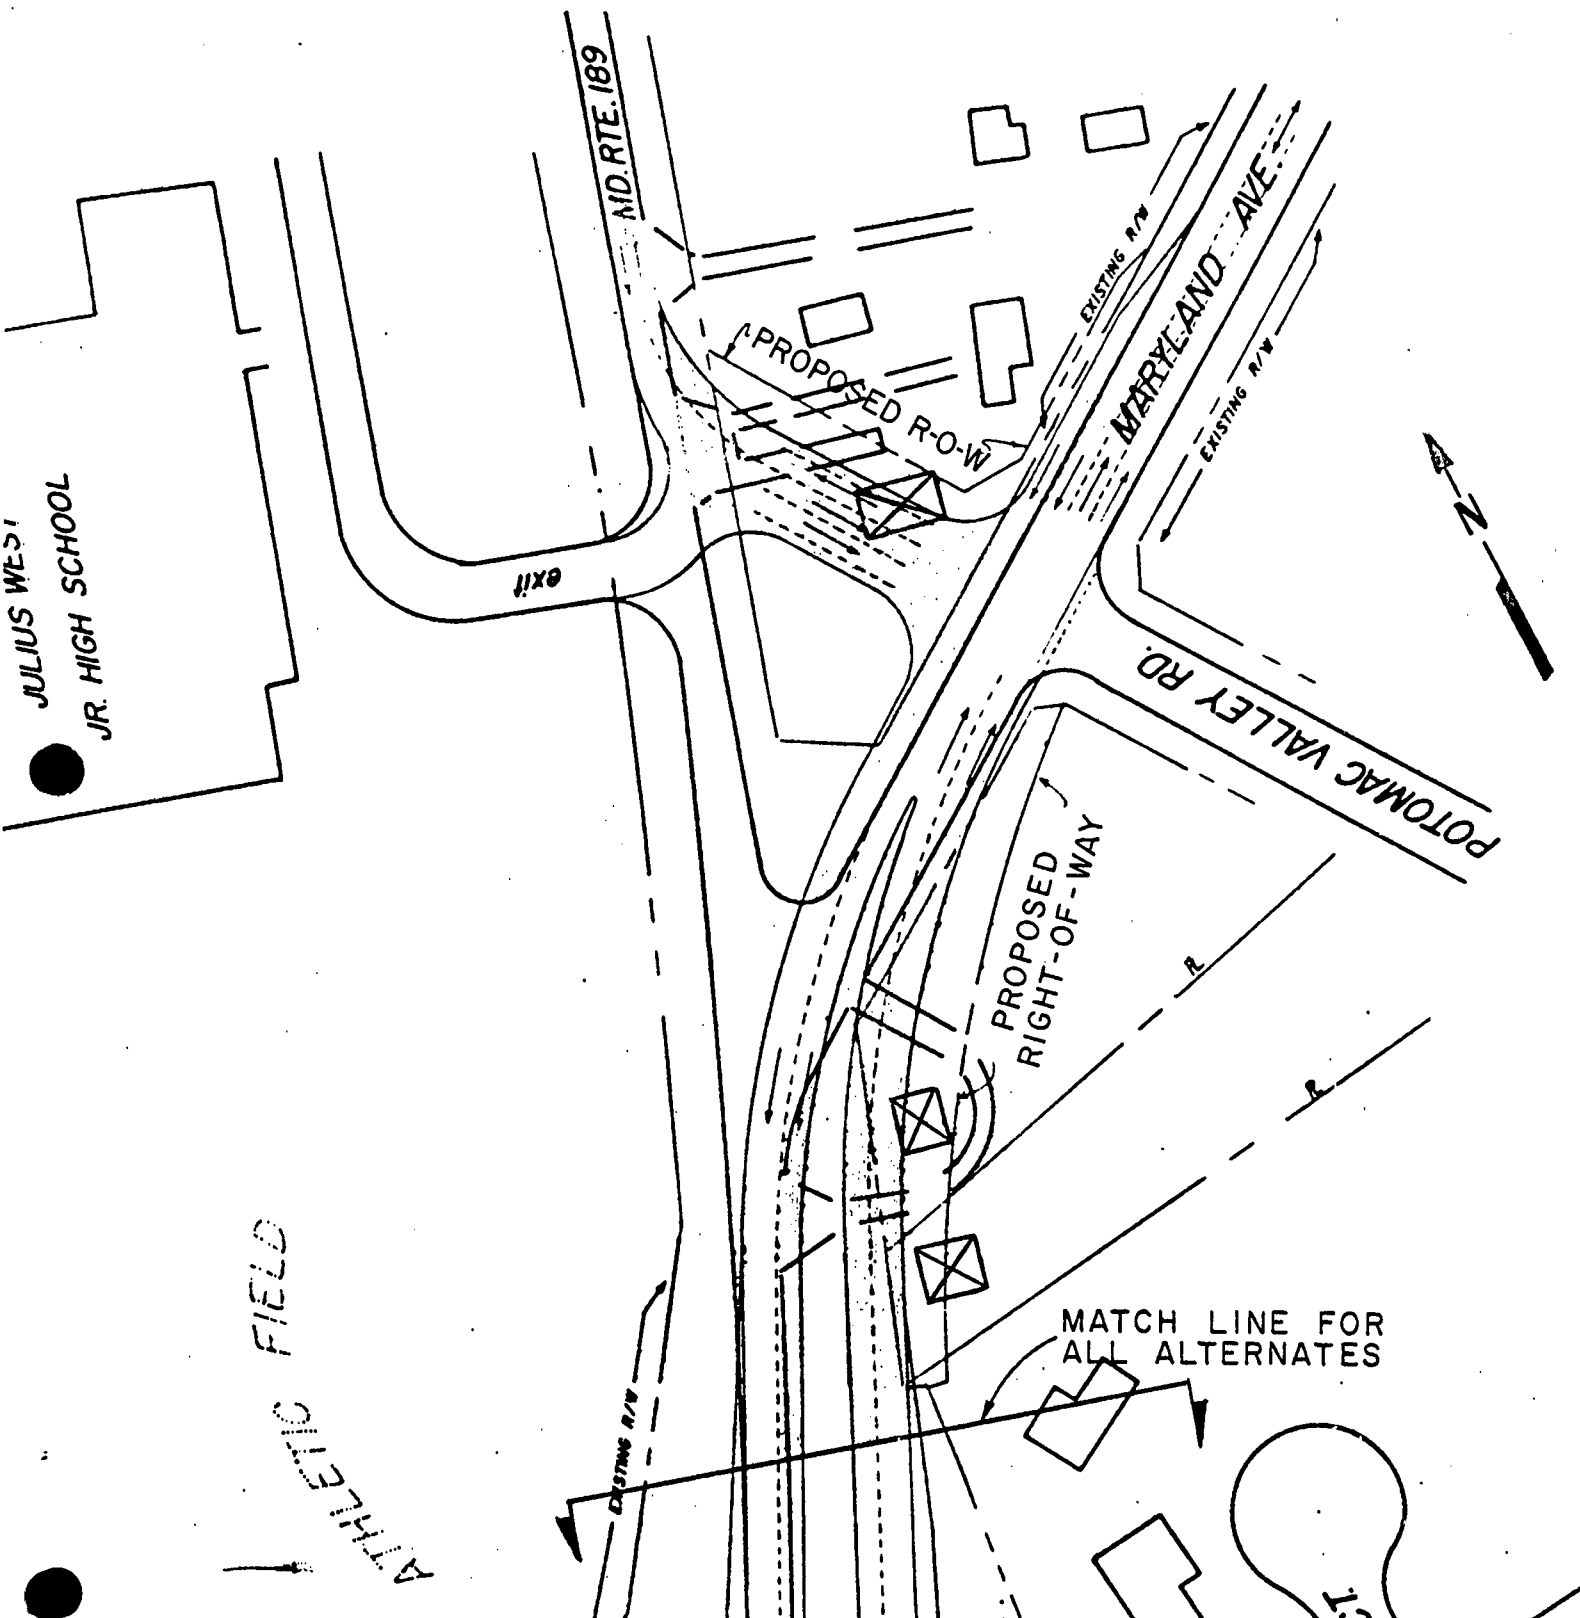 MD. RTE. 189
EXISTING R/W
MARYLAND AVE.
PROPOSED R-O-W
EXISTING R/W
N
JULIUS WEST
JR. HIGH SCHOOL
exit
POTOMAC VALLEY RD.
PROPOSED
RIGHT-OF-WAY
ATHLETIC FIELD
EXISTING R/W
MATCH LINE FOR
ALL ALTERNATES